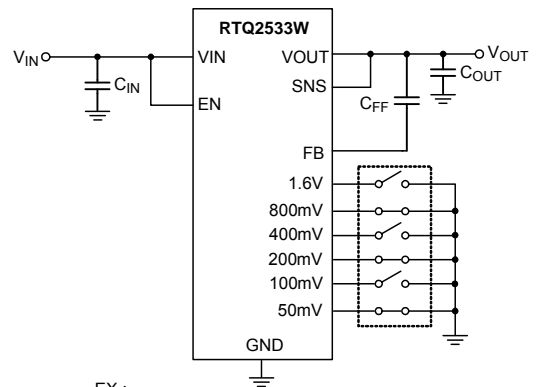 RTQ2533W
VIN
VIN
VOUT
VOUT
CIN
EN
SNS
COUT
CFF
FB
1.6V
800mV
400mV
200mV
100mV
50mV
GND